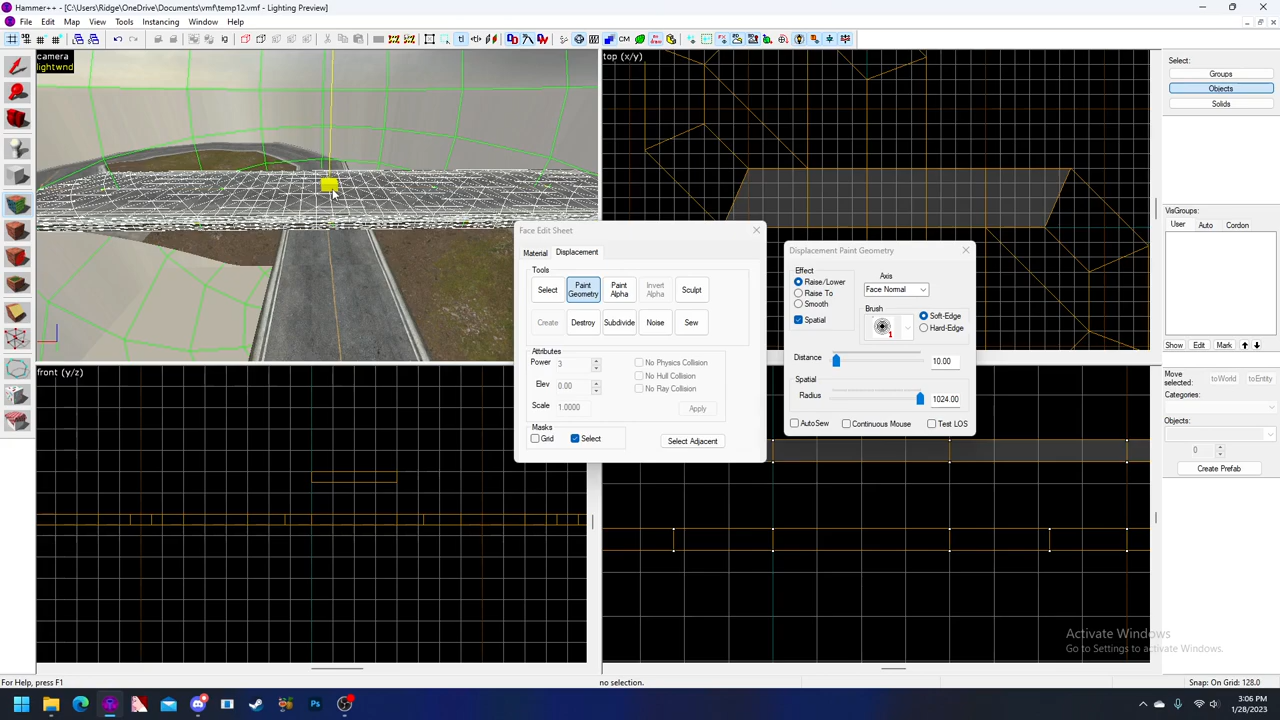 Hammer++ - [C:\Users\Ridge\OneDrive\Documents\vmf\temp12.vmf - Lighting Preview]
File Edit Map View Tools Instancing Window Help
camera
lightwnd
top (x/y)
front (y/z)
Face Edit Sheet
Material Displacement
Tools
Select Paint Geometry Paint Alpha Invert Alpha Sculpt
Create Destroy Subdivide Noise Sew
Attributes
Power 3
Elev 0.00
Scale 1.0000
No Physics Collision
No Hull Collision
No Ray Collision
Apply
Masks
Grid Select
Select Adjacent
Displacement Paint Geometry
Effect
Raise/Lower
Raise To
Smooth
Spatial
Axis
Face Normal
Brush
1
Soft-Edge
Hard-Edge
Distance 10.00
Spatial
Radius 1024.00
AutoSew Continuous Mouse Test LOS
Select:
Groups
Objects
Solids
VisGroups:
User Auto Cordon
Show Edit Mark
Move selected: toWorld toEntity
Categories:
Objects:
0
Create Prefab
Activate Windows
Go to Settings to activate Windows.
For Help, press F1
no selection.
Snap: On Grid: 128.0
3:06 PM
1/28/2023